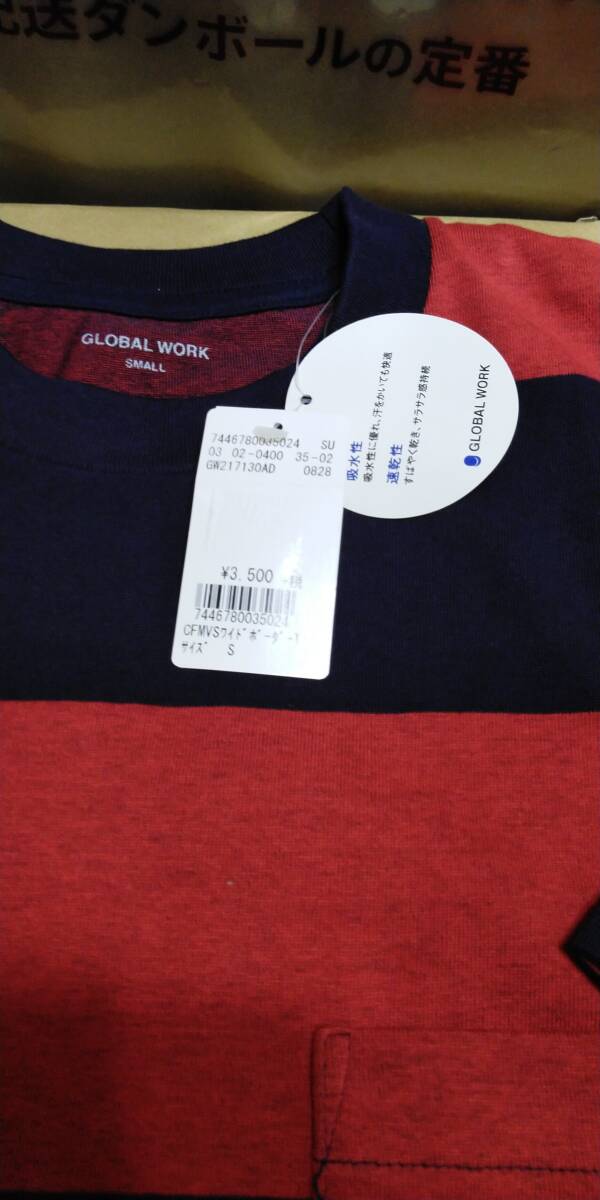 配送ダンボールの定番
GLOBAL WORK
SMALL
7446780035024 SU
03 02-0400 35-02
GW217130AD 0828
¥3,500
7446780035024
CFMVSﾜｲﾄﾞﾎﾞｰﾀﾞｰT
ｻｲｽﾞ S
吸水性
吸水性に優れ、汗をかいても快適
速乾性
すばやく乾き、サラサラ感持続
GLOBAL WORK